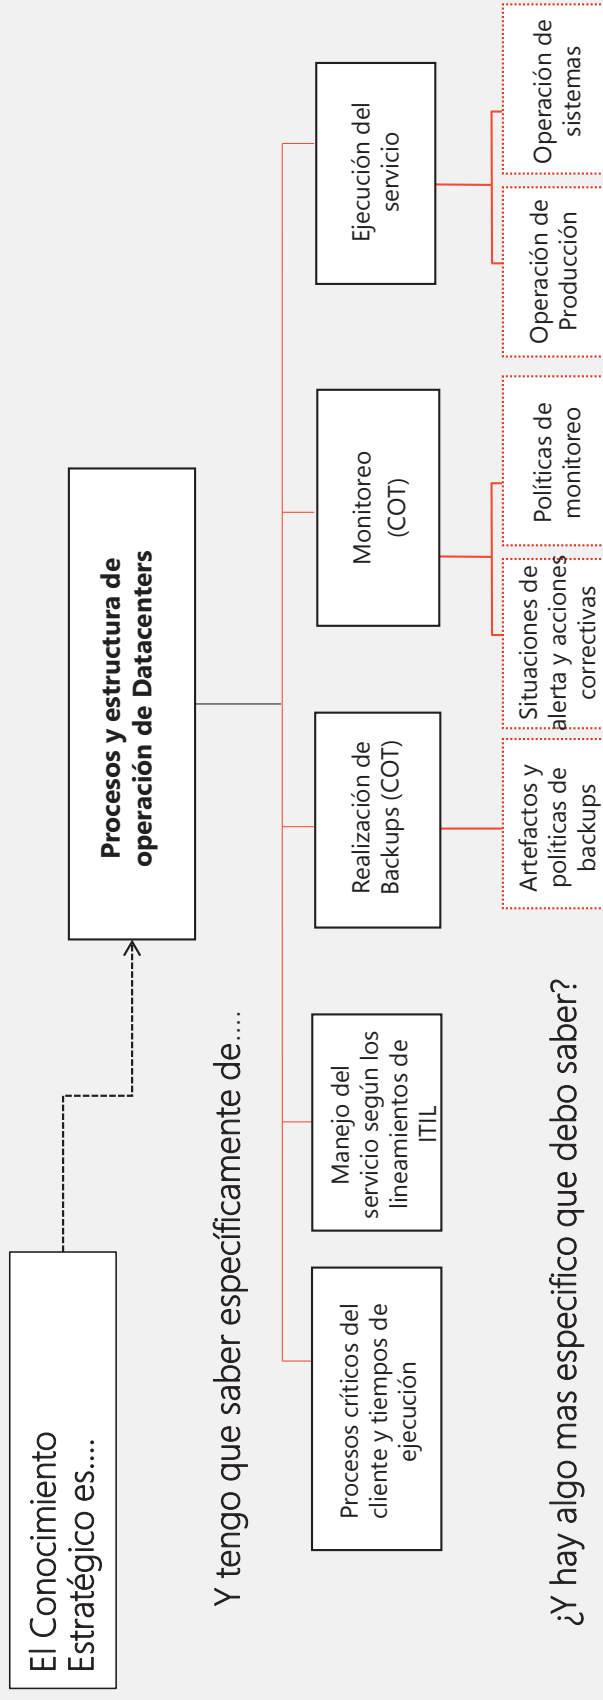 El Conocimiento
Estratégico es....
Procesos y estructura de
operación de Datacenters
Y tengo que saber específicamente de....
Procesos críticos del
cliente y tiempos de
ejecución
Manejo del
servicio según los
lineamientos de
ITIL
Realización de
Backups (COT)
Monitoreo
(COT)
Ejecución del
servicio
¿Y hay algo mas especifico que debo saber?
Artefactos y
políticas de
backups
Situaciones de
alerta y acciones
correctivas
Políticas de
monitoreo
Operación de
Producción
Operación de
sistemas